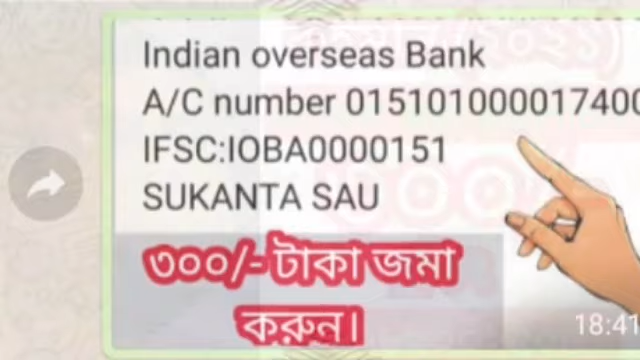 Indian overseas Bank
A/C number 015101000017400
IFSC:IOBA0000151
SUKANTA SAU
৩০০/- টাকা জমা
করুন।
18:41